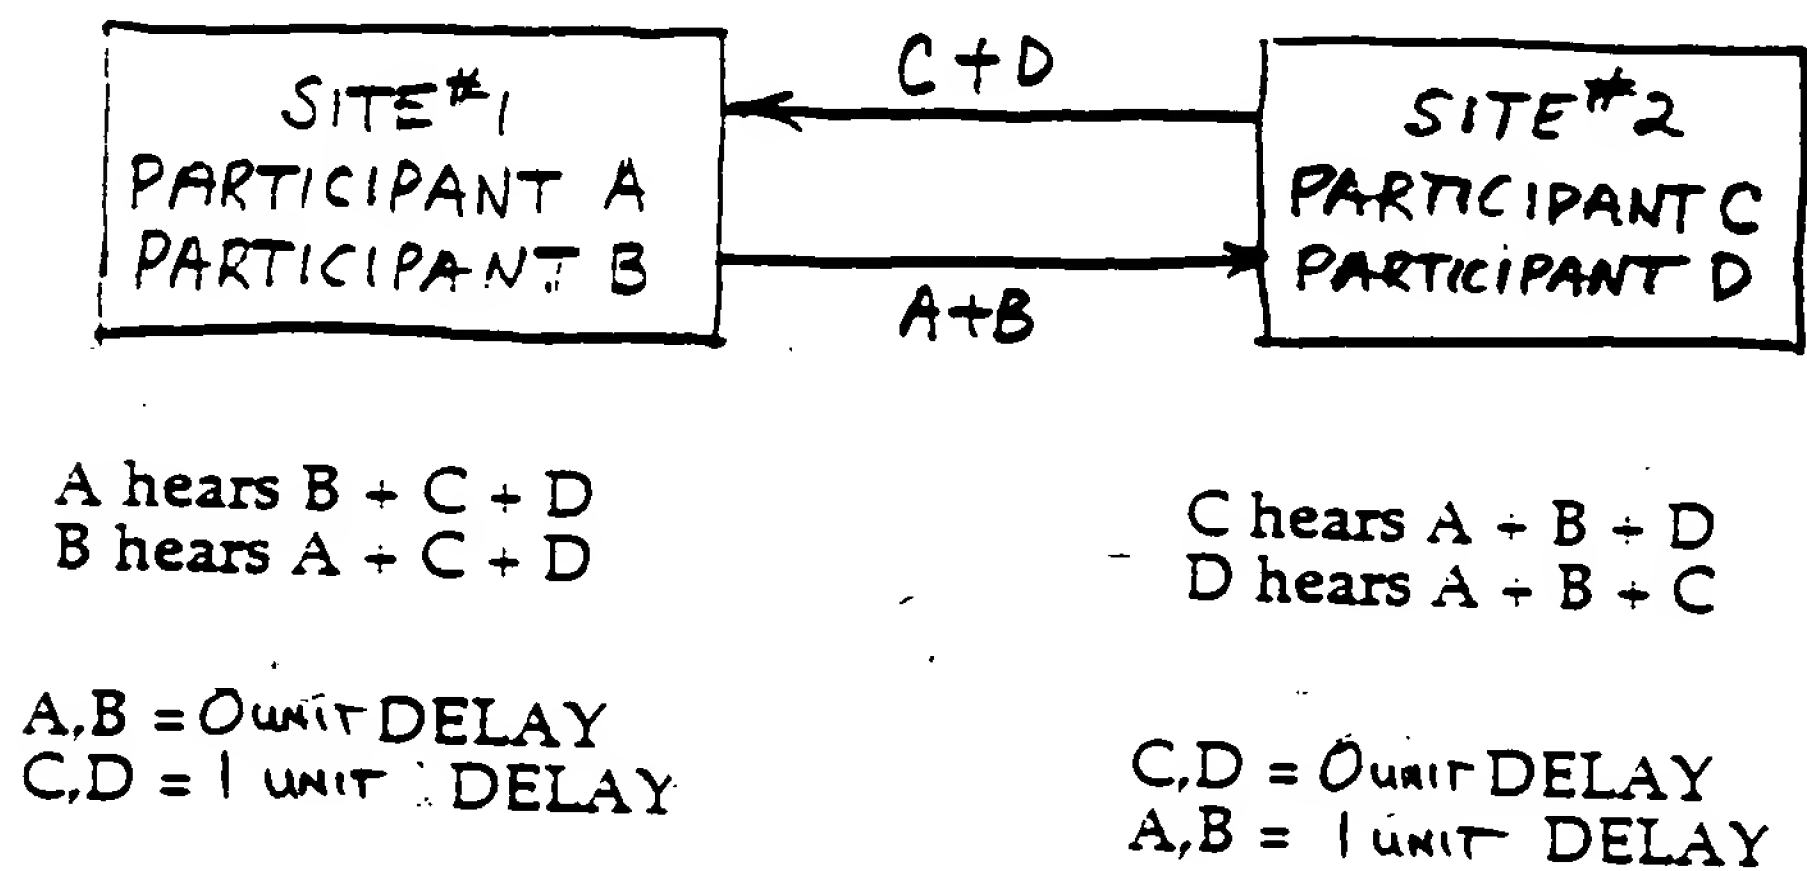 SITE #1
PARTICIPANT A
PARTICIPANT B
C+D
A+B
SITE #2
PARTICIPANT C
PARTICIPANT D
A hears B + C + D
B hears A + C + D
C hears A + B + D
D hears A + B + C
A,B = 0 UNIT DELAY
C,D = 1 UNIT DELAY
C,D = 0 UNIT DELAY
A,B = 1 UNIT DELAY